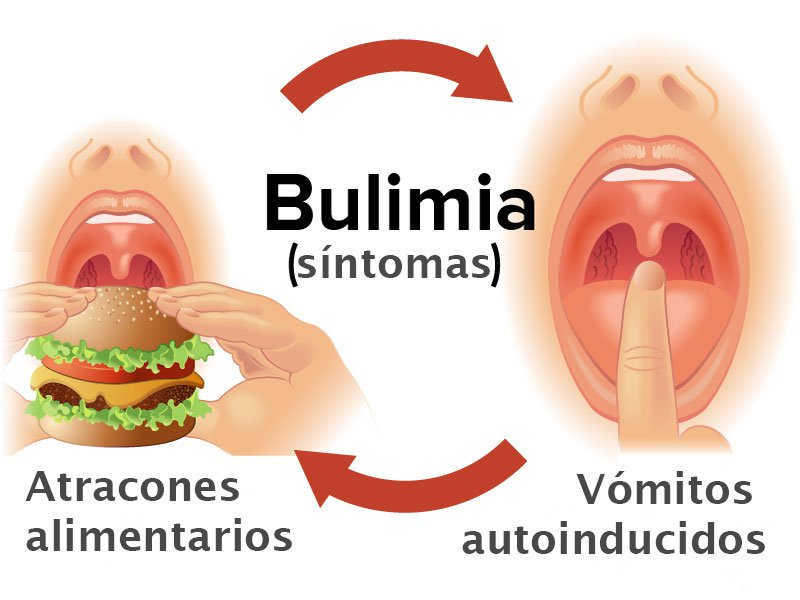 Bulimia
(síntomas)
Atracones
alimentarios
Vómitos
autoinducidos